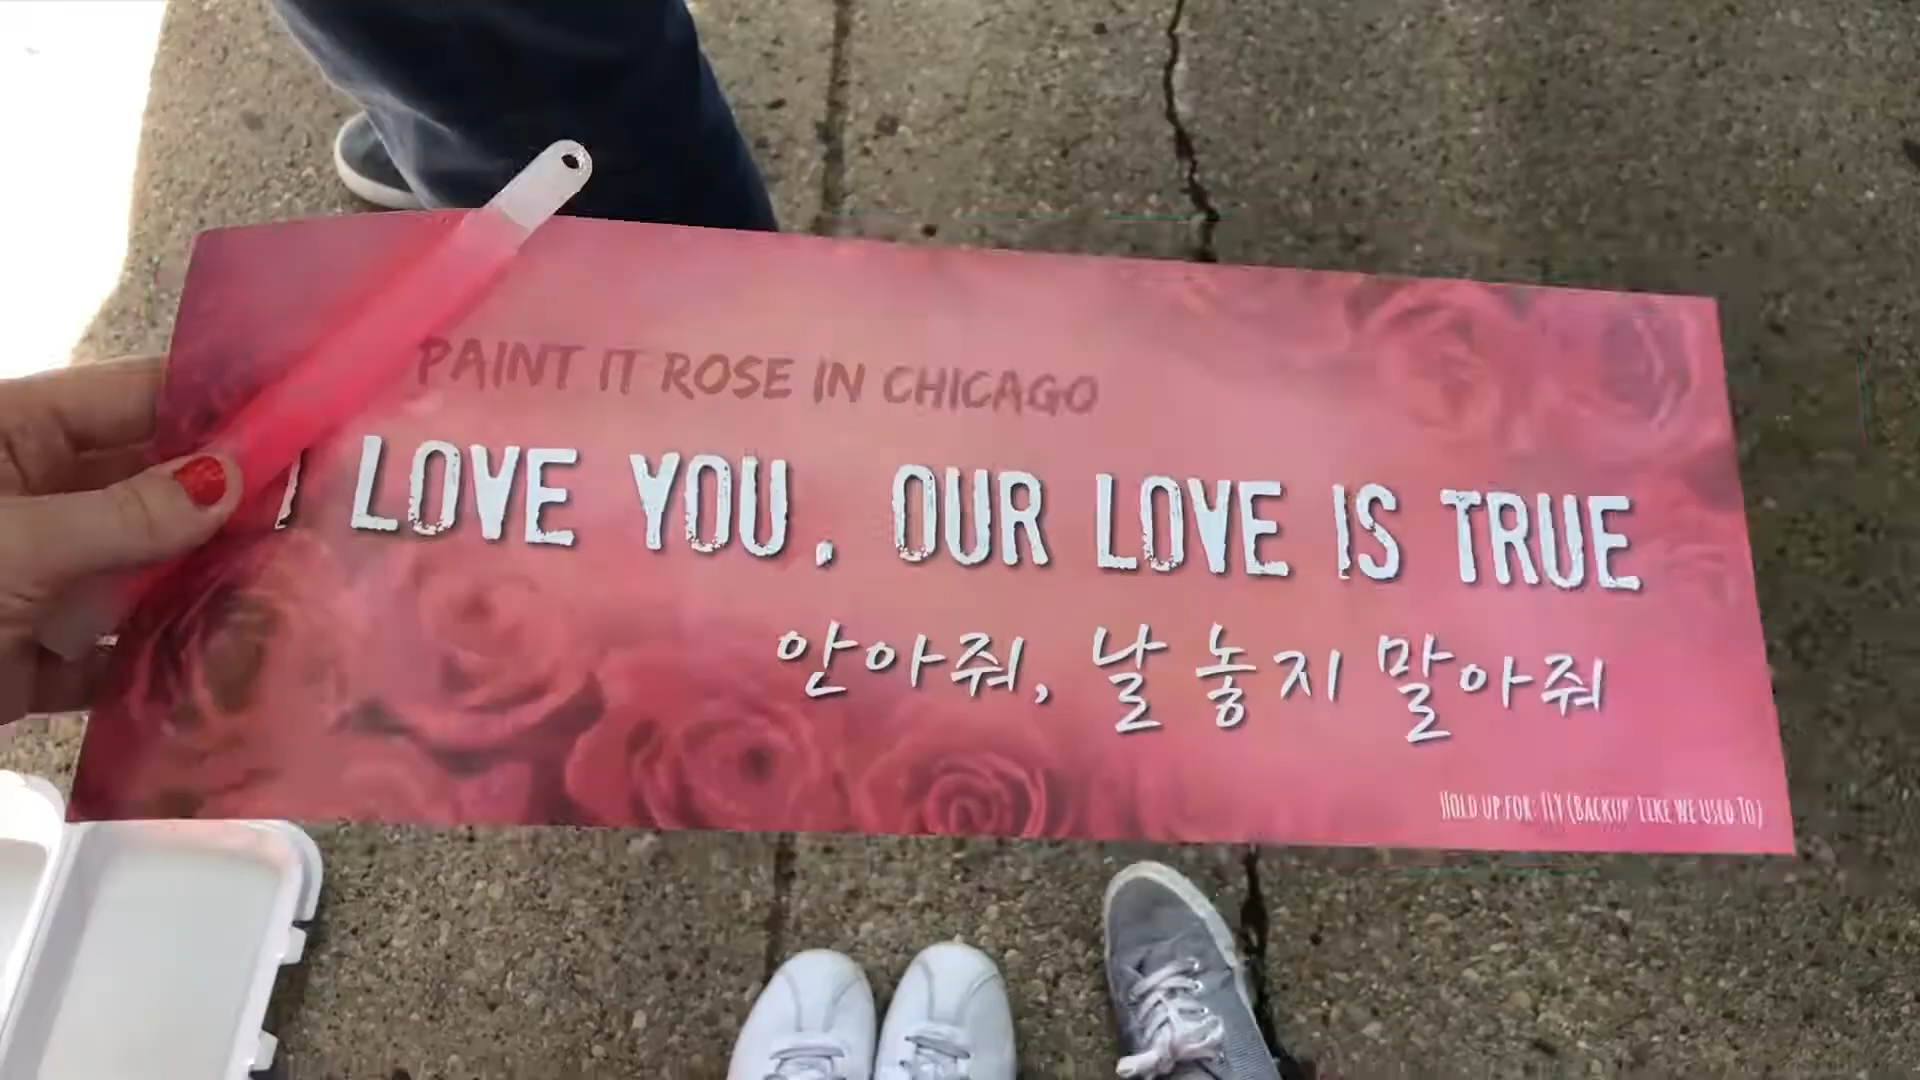 PAINT IT ROSE IN CHICAGO
I LOVE YOU. OUR LOVE IS TRUE
안아줘, 날 놓지 말아줘
HOLD UP FOR: FLY (BACKUP: LIKE WE USED TO)